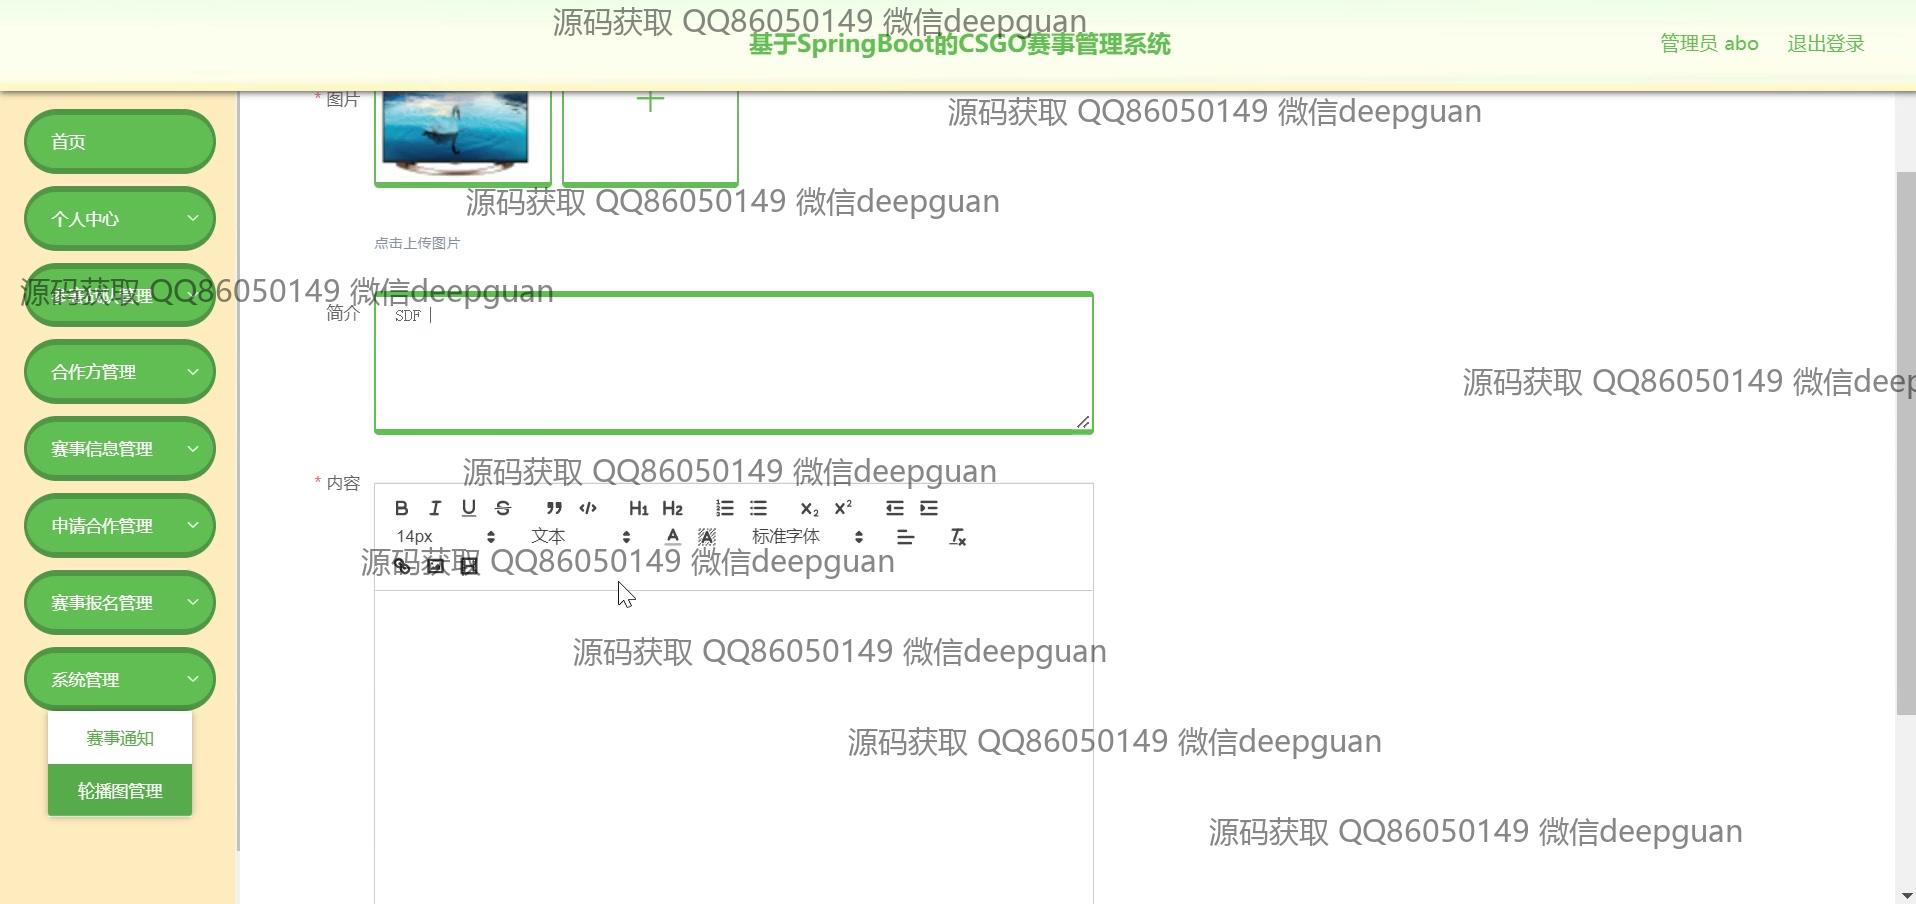 源码获取 QQ86050149 微信deepguan
基于SpringBoot的CSGO赛事管理系统
管理员 abo
退出登录
* 图片
源码获取 QQ86050149 微信deepguan
首页
源码获取 QQ86050149 微信deepguan
个人中心
点击上传图片
源码获取 QQ86050149 微信deepguan
管理
简介
SDF
合作方管理
源码获取 QQ86050149 微信deep
赛事信息管理
源码获取 QQ86050149 微信deepguan
* 内容
B I U S H1 H2 X₂ X²
申请合作管理
14px
文本
A
A
标准字体
源码获取 QQ86050149 微信deepguan
赛事报名管理
源码获取 QQ86050149 微信deepguan
系统管理
赛事通知
源码获取 QQ86050149 微信deepguan
轮播图管理
源码获取 QQ86050149 微信deepguan